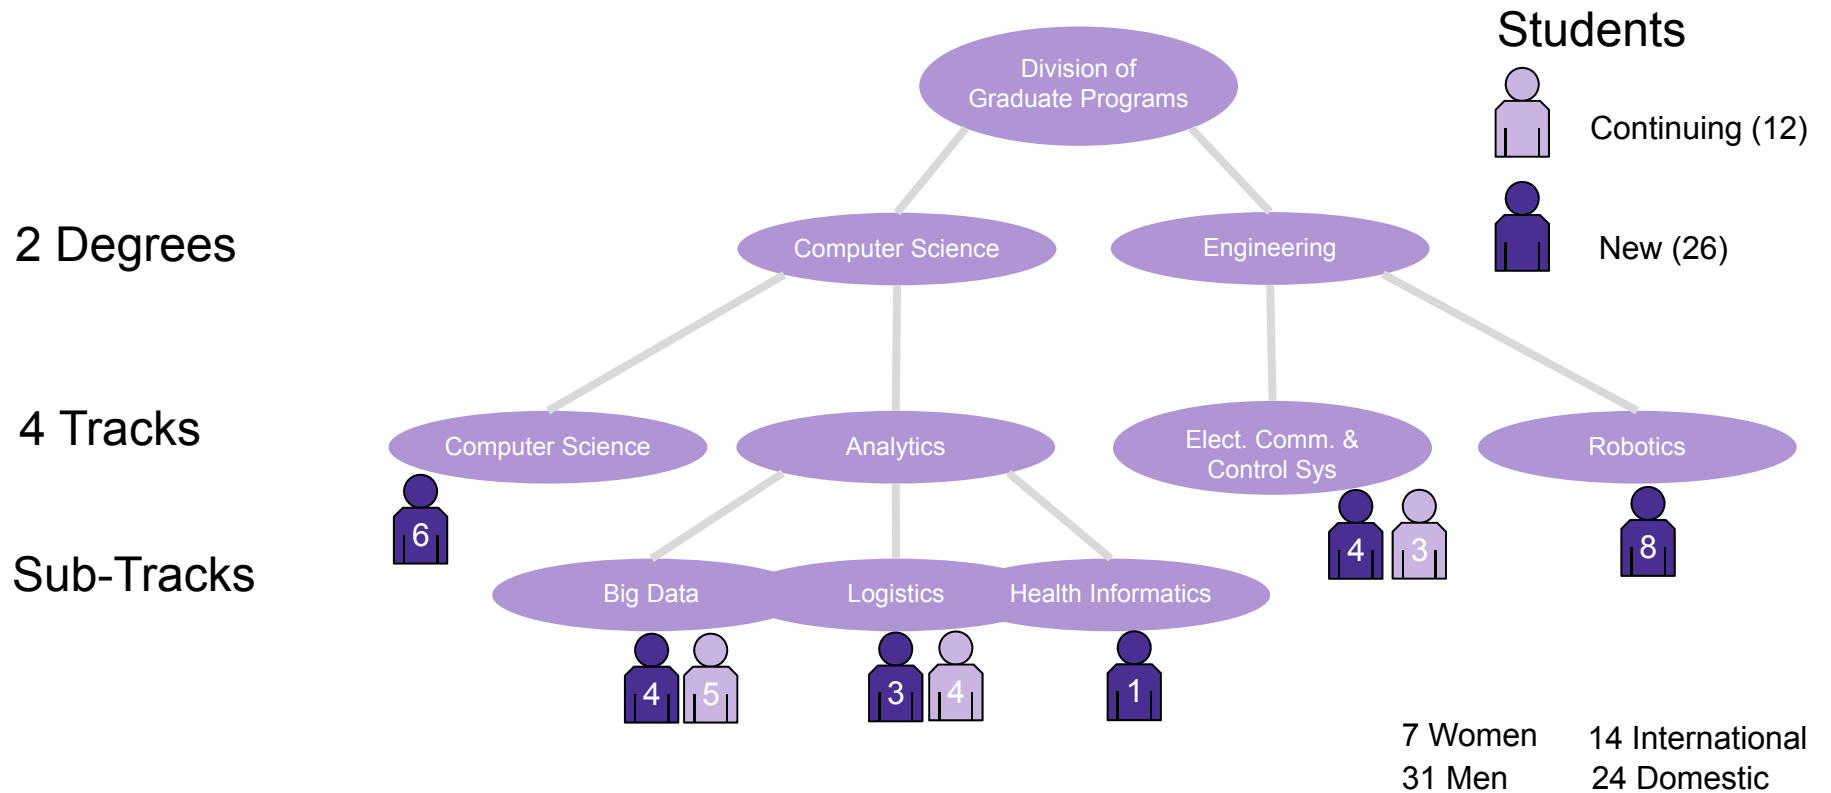 Students
Division of
Graduate Programs
Continuing (12)
2 Degrees
Computer Science
Engineering
New (26)
4 Tracks
Computer Science
Analytics
Elect. Comm. &
Control Sys
Robotics
6
4
3
8
Sub-Tracks
Big Data
Logistics
Health Informatics
4
5
3
4
1
7 Women
14 International
31 Men
24 Domestic